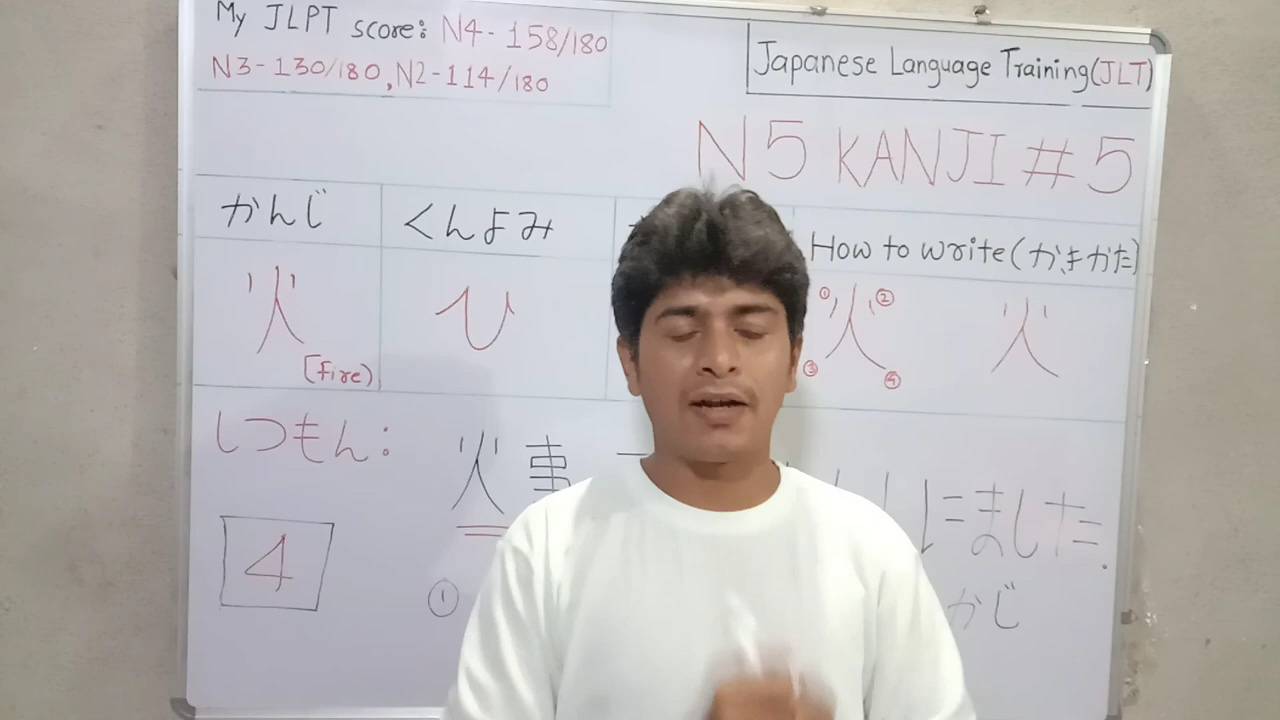 My JLPT score: N4-158/180
N3-130/180, N2-114/180
Japanese Language Training(JLT)
N5 KANJI #5
かんじ くんよみ How to write(かきかた)
火 ひ ① 火 ② 火
[fire) ③ ④
しつもん: 火事 にました.
4 ① かじ